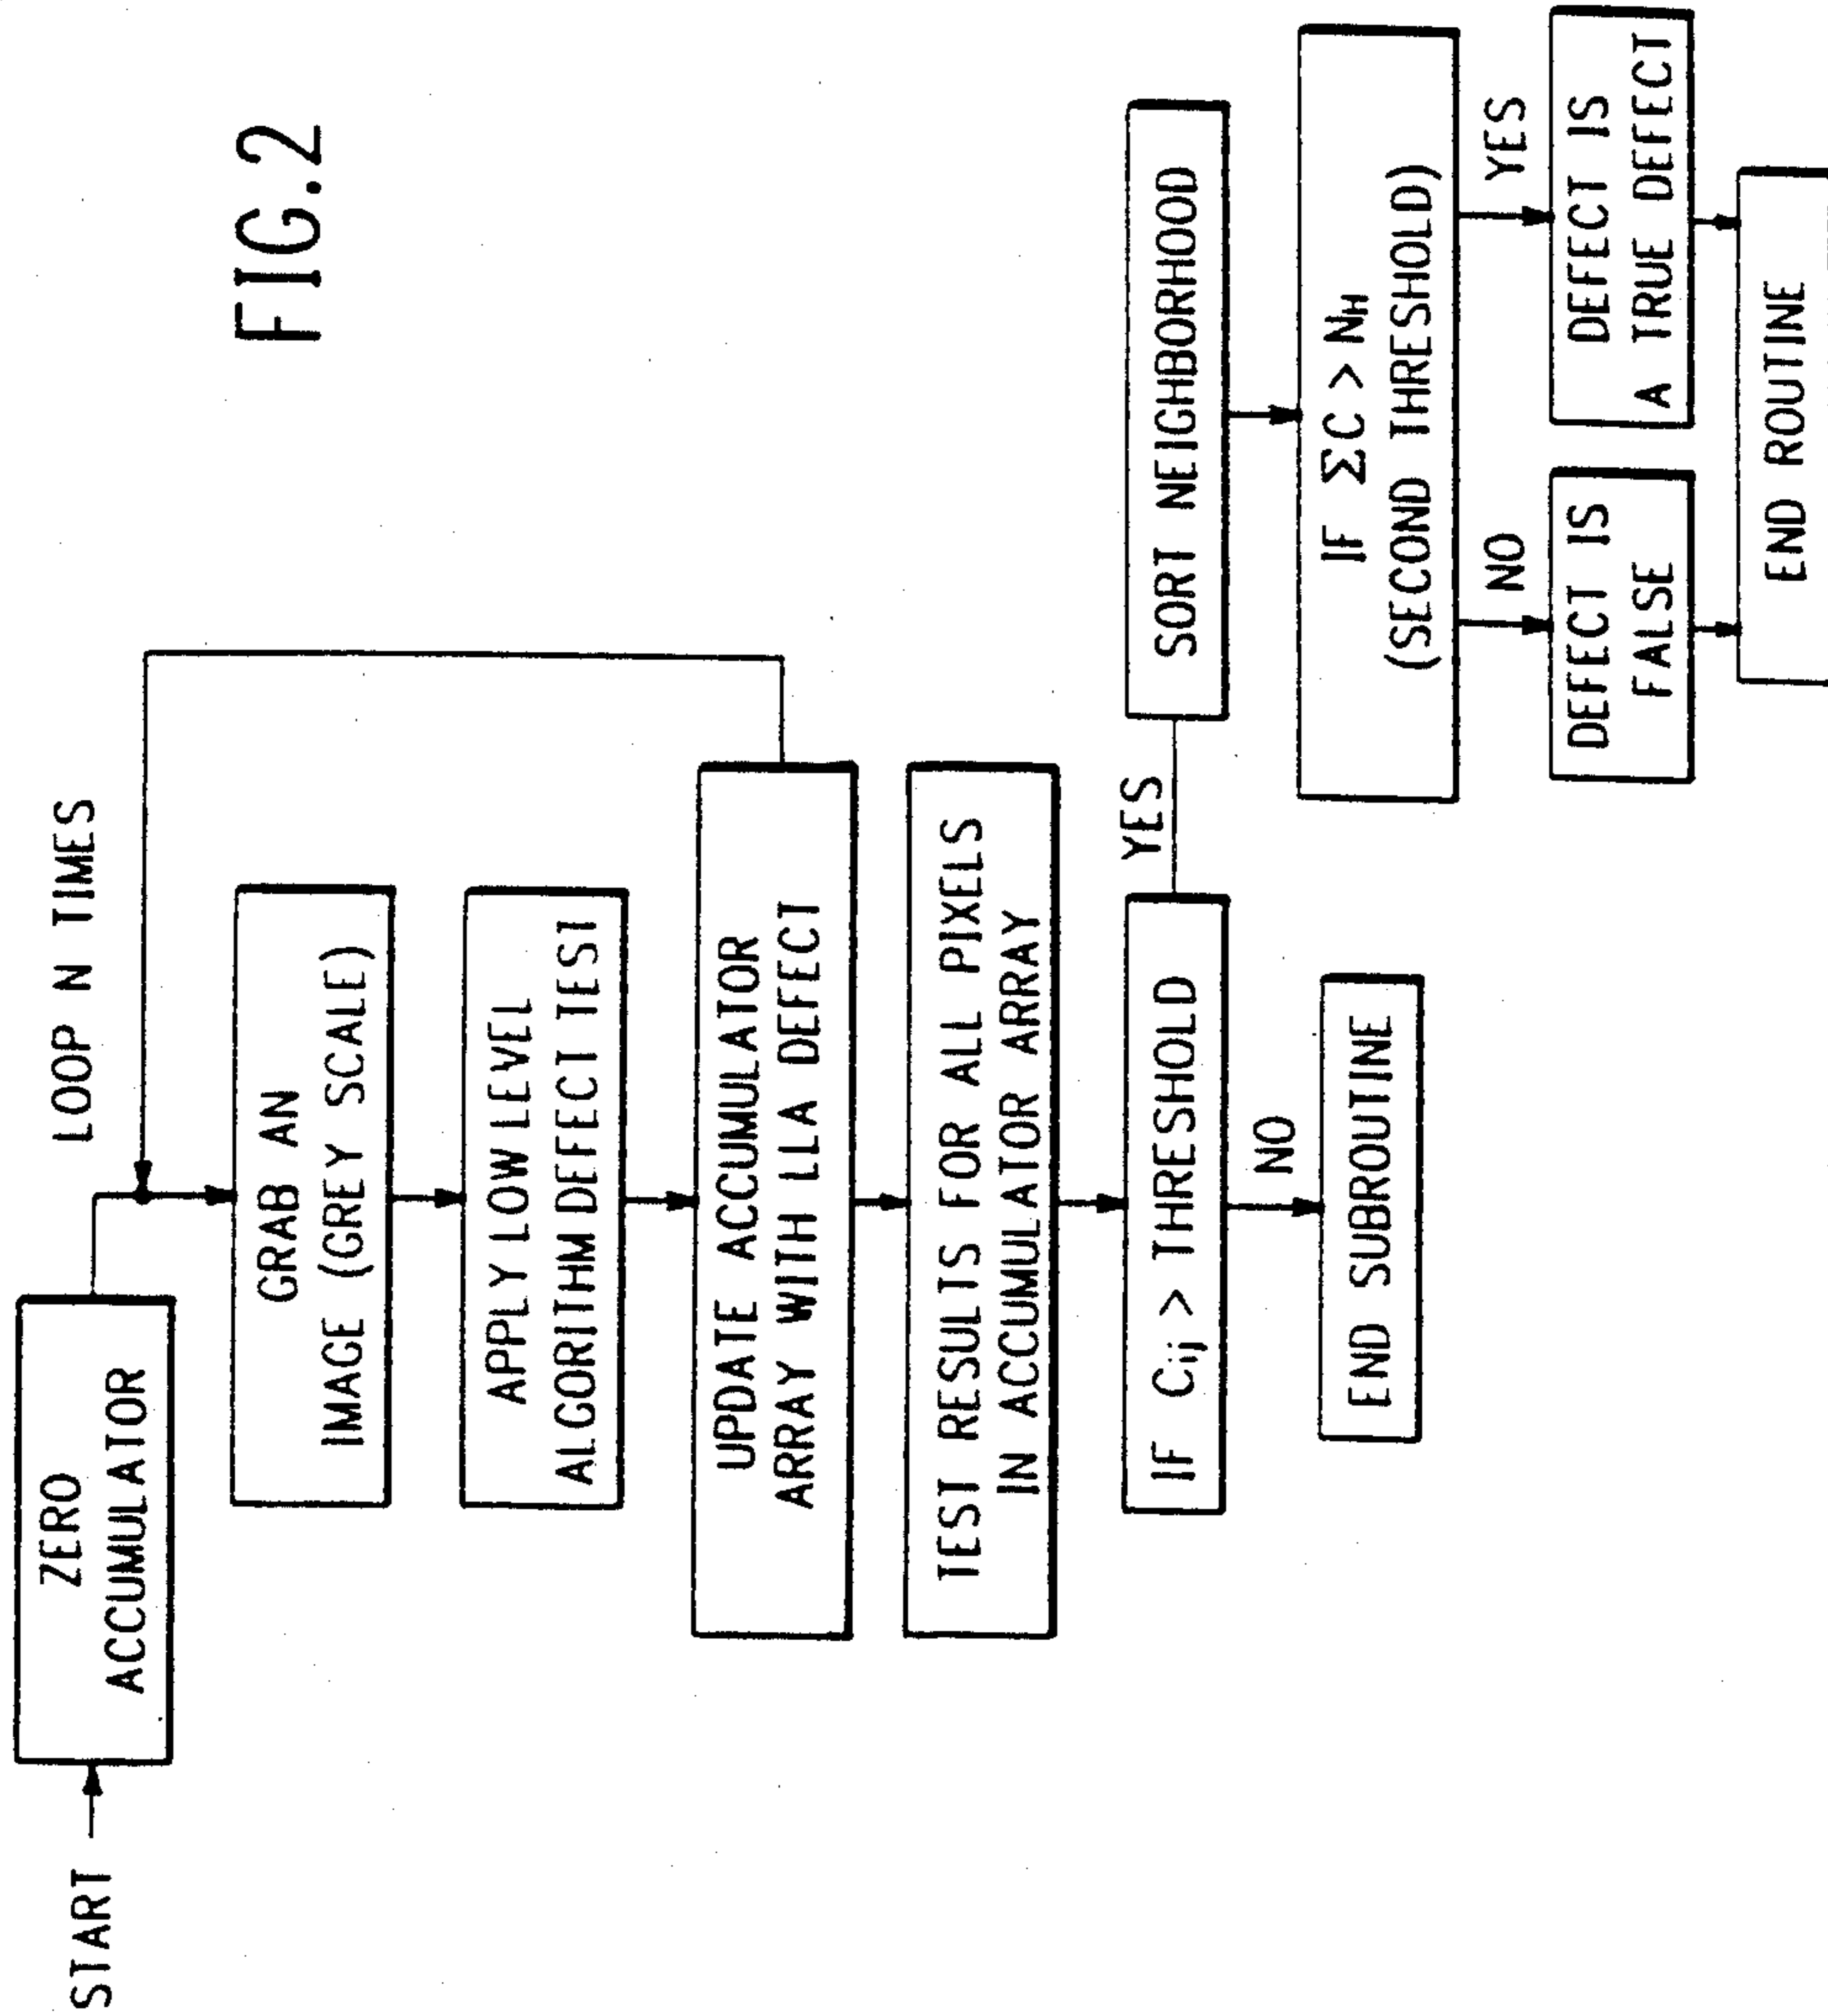 FIG.2
START
ZERO
ACCUMULATOR
LOOP N TIMES
GRAB AN
IMAGE (GREY SCALE)
APPLY LOW LEVEL
ALGORITHM DEFECT TEST
UPDATE ACCUMULATOR
ARRAY WITH LLA DEFECT
TEST RESULTS FOR ALL PIXELS
IN ACCUMULATOR ARRAY
IF Cij > THRESHOLD
YES
NO
END SUBROUTINE
SORT NEIGHBORHOOD
IF ΣC > NH
(SECOND THRESHOLD)
NO
YES
DEFECT IS
FALSE
DEFECT IS
A TRUE DEFECT
END ROUTINE